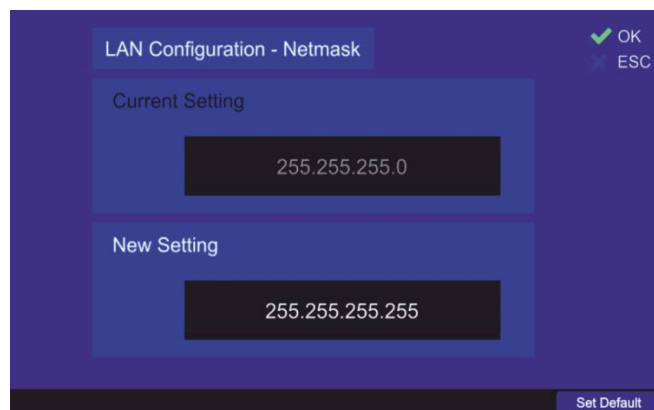 LAN Configuration - Netmask
OK
ESC
Current Setting
255.255.255.0
New Setting
255.255.255.255
Set Default